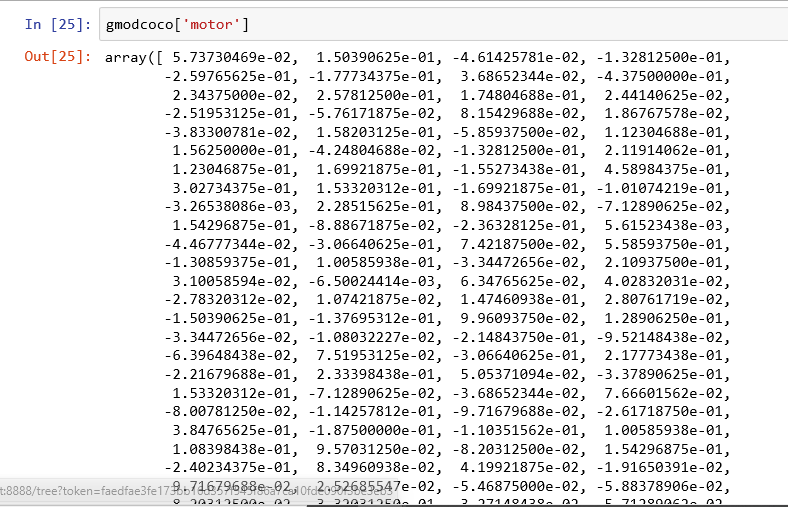 In [25]: gmodcoco['motor']
Out[25]: array([ 5.73730469e-02, 1.50390625e-01, -4.61425781e-02, -1.32812500e-01,
-2.59765625e-01, -1.77734375e-01, 3.68652344e-02, -4.37500000e-01,
2.34375000e-02, 2.57812500e-01, 1.74804688e-01, 2.44140625e-02,
-2.51953125e-01, -5.76171875e-02, 8.15429688e-02, 1.86767578e-02,
-3.83300781e-02, 1.58203125e-01, -5.85937500e-02, 1.12304688e-01,
1.56250000e-01, -4.24804688e-02, -1.32812500e-01, 2.11914062e-01,
1.23046875e-01, 1.69921875e-01, -1.55273438e-01, 4.58984375e-01,
3.02734375e-01, 1.53320312e-01, -1.69921875e-01, -1.01074219e-01,
-3.26538086e-03, 2.28515625e-01, 8.98437500e-02, -7.12890625e-02,
1.54296875e-01, -8.88671875e-02, -2.36328125e-01, 5.61523438e-03,
-4.46777344e-02, -3.06640625e-01, 7.42187500e-02, 5.58593750e-01,
-1.30859375e-01, 1.00585938e-01, -3.34472656e-02, 2.10937500e-01,
3.10058594e-02, -6.50024414e-03, 6.34765625e-02, 4.02832031e-02,
-2.78320312e-02, 1.07421875e-02, 1.47460938e-01, 2.80761719e-02,
-1.50390625e-01, -1.37695312e-01, 9.96093750e-02, 1.28906250e-01,
-3.34472656e-02, -1.08032227e-02, -2.14843750e-01, -9.52148438e-02,
-6.39648438e-02, 7.51953125e-02, -3.06640625e-01, 2.17773438e-01,
-2.21679688e-01, 2.33398438e-01, 5.05371094e-02, -3.37890625e-01,
1.53320312e-01, -7.12890625e-02, -3.68652344e-02, 7.66601562e-02,
-8.00781250e-02, -1.14257812e-01, -9.71679688e-02, -2.61718750e-01,
3.84765625e-01, -1.87500000e-01, -1.10351562e-01, 1.00585938e-01,
1.08398438e-01, 9.57031250e-02, -8.20312500e-02, 1.54296875e-01,
-2.40234375e-01, 8.34960938e-02, 4.19921875e-02, -1.91650391e-02,
9.71679688e-02, 2.52685547e-02, -5.46875000e-02, -5.88378906e-02,